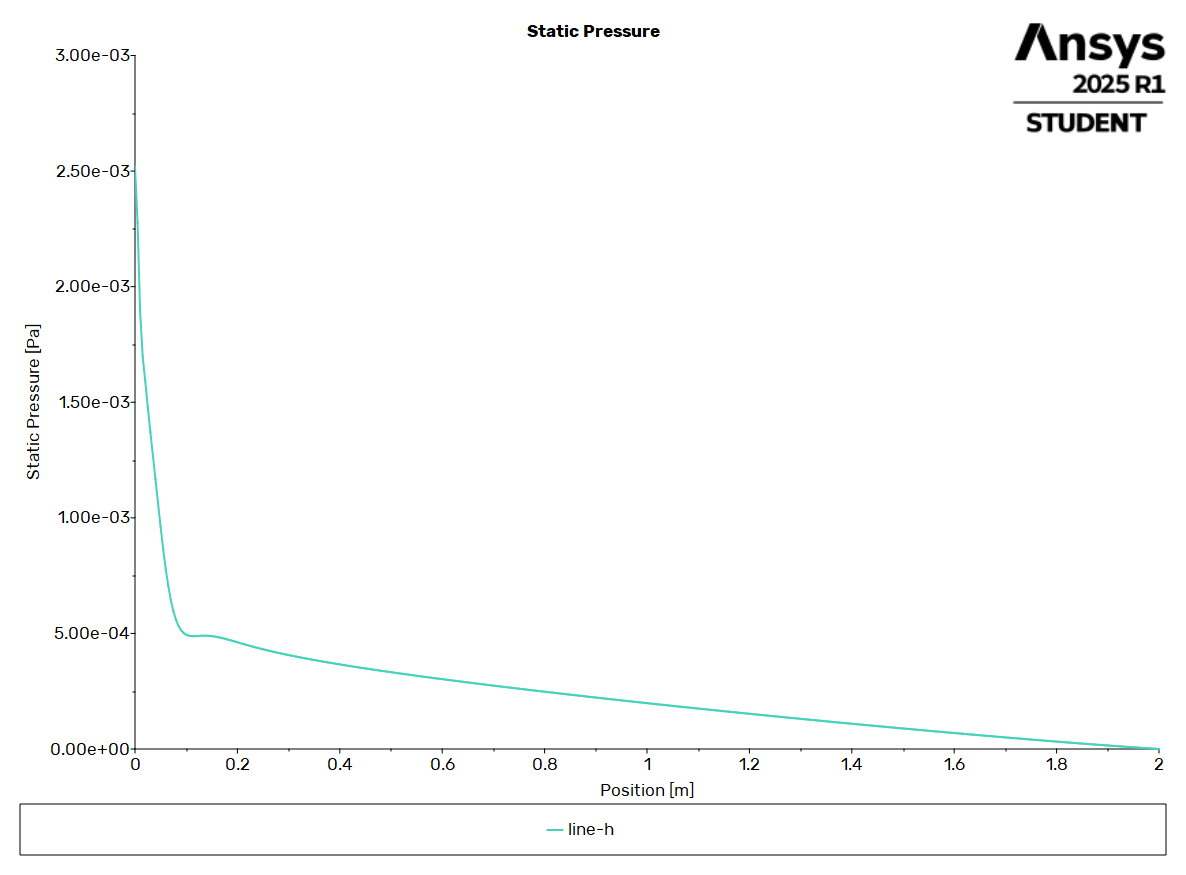 Static Pressure
Ansys
2025 R1
STUDENT
3.00e-03
2.50e-03
2.00e-03
1.50e-03
1.00e-03
5.00e-04
0.00e+00
Static Pressure [Pa]
0 0.2 0.4 0.6 0.8 1 1.2 1.4 1.6 1.8 2
Position [m]
line-h